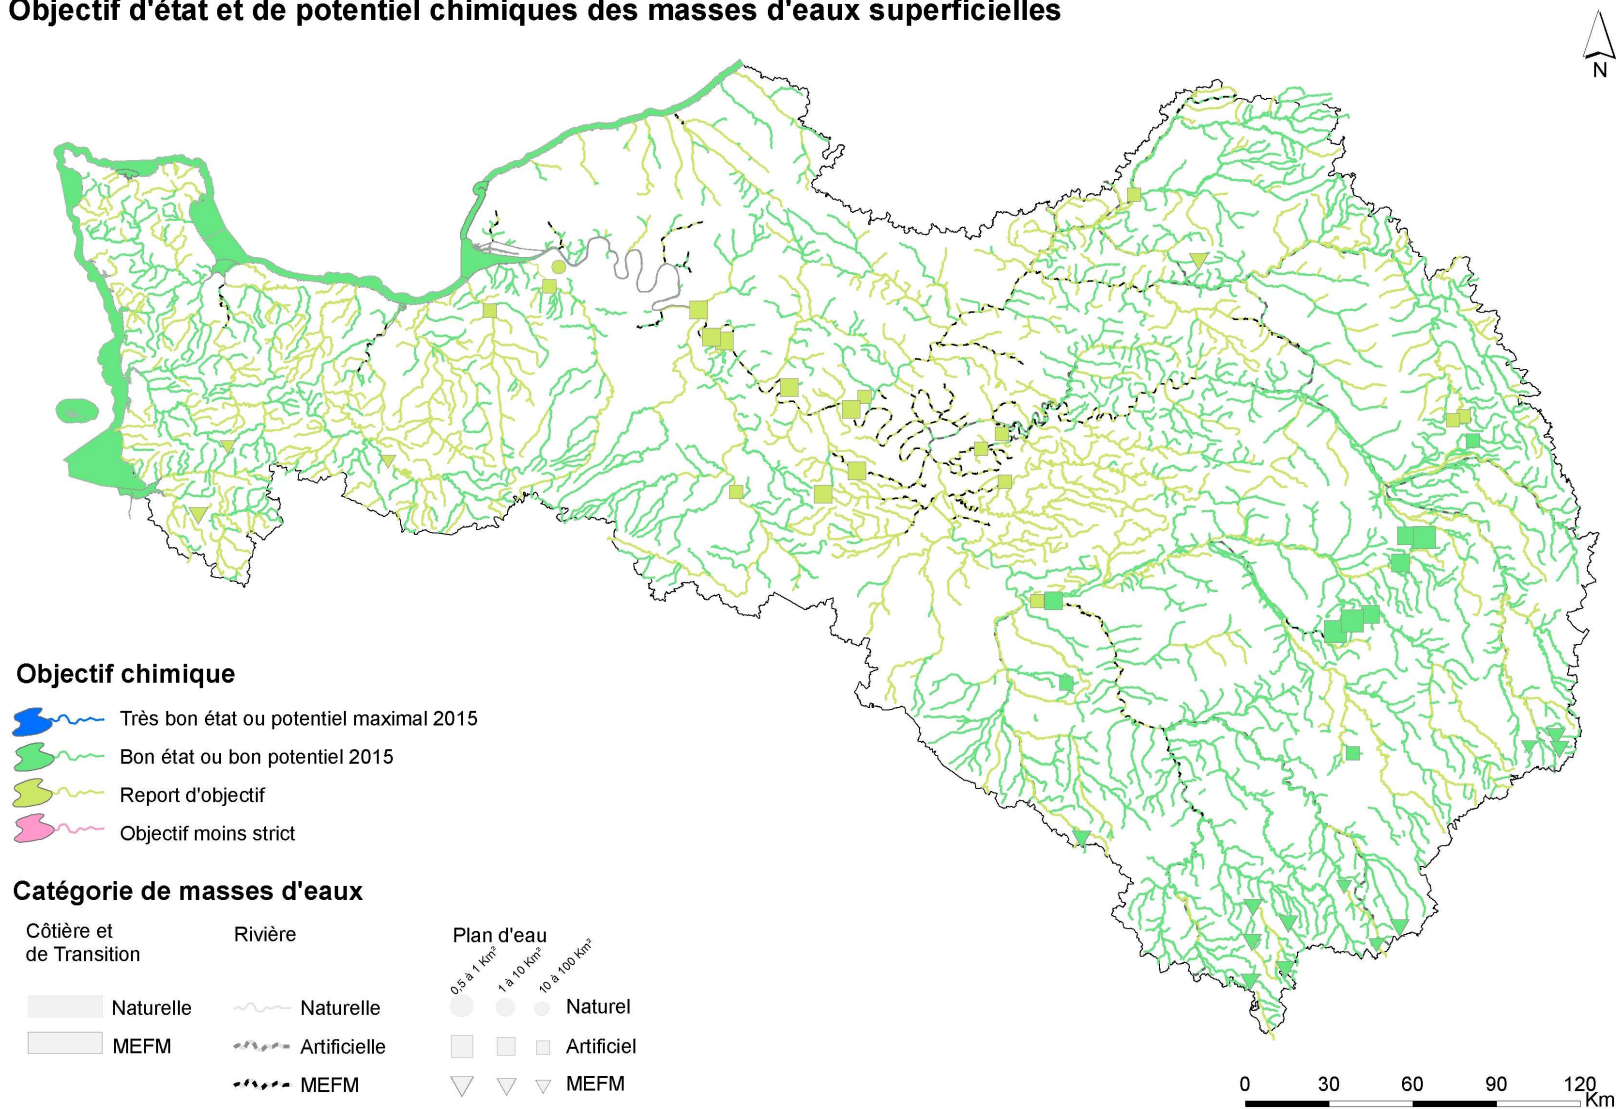 Objectif d'état et de potentiel chimiques des masses d'eaux superficielles
N
Objectif chimique
Très bon état ou potentiel maximal 2015
Bon état ou bon potentiel 2015
Report d'objectif
Objectif moins strict
Catégorie de masses d'eaux
Côtière et
de Transition
Rivière
Plan d'eau
0,5 à 1 Km²
1 à 10 Km²
10 à 100 Km²
Naturelle
Naturelle
Naturel
MEFM
Artificielle
Artificiel
MEFM
MEFM
0 30 60 90 120
Km